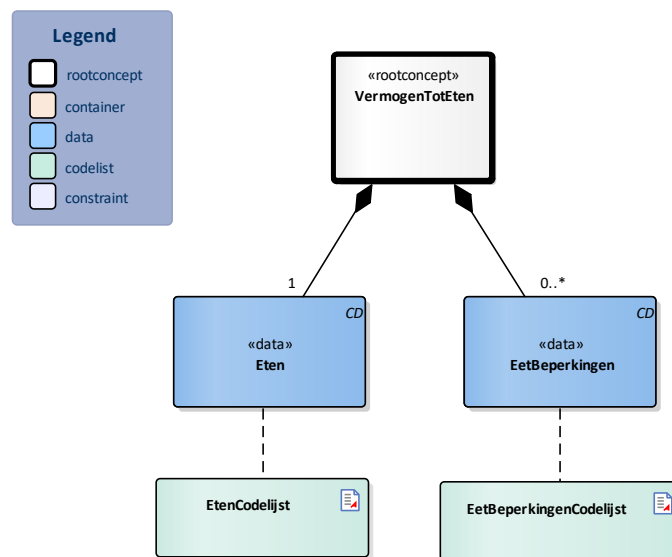 Legend
rootconcept
container
data
codelist
constraint
«rootconcept»
VermogenTotEten
1
0..*
CD
«data»
Eten
CD
«data»
EetBeperkingen
EtenCodelijst
EetBeperkingenCodelijst